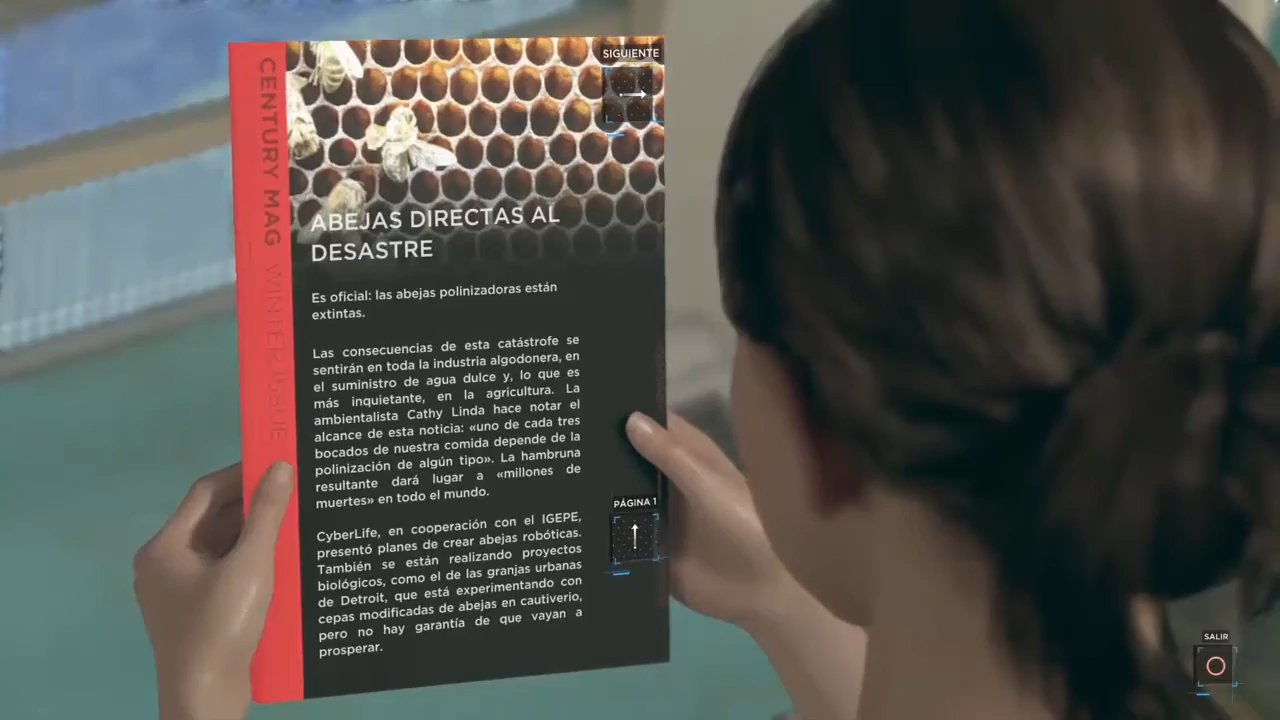 CENTURY MAG WINTER ISSUE
SIGUIENTE
ABEJAS DIRECTAS AL
DESASTRE
Es oficial: las abejas polinizadoras están
extintas.
Las consecuencias de esta catástrofe se
sentirán en toda la industria algodonera, en
el suministro de agua dulce y, lo que es
más inquietante, en la agricultura. La
ambientalista Cathy Linda hace notar el
alcance de esta noticia: «uno de cada tres
bocados de nuestra comida depende de la
polinización de algún tipo». La hambruna
resultante dará lugar a «millones de
muertes» en todo el mundo.
CyberLife, en cooperación con el IGEPE,
presentó planes de crear abejas robóticas.
También se están realizando proyectos
biológicos, como el de las granjas urbanas
de Detroit, que está experimentando con
cepas modificadas de abejas en cautiverio,
pero no hay garantía de que vayan a
prosperar.
PÁGINA 1
SALIR